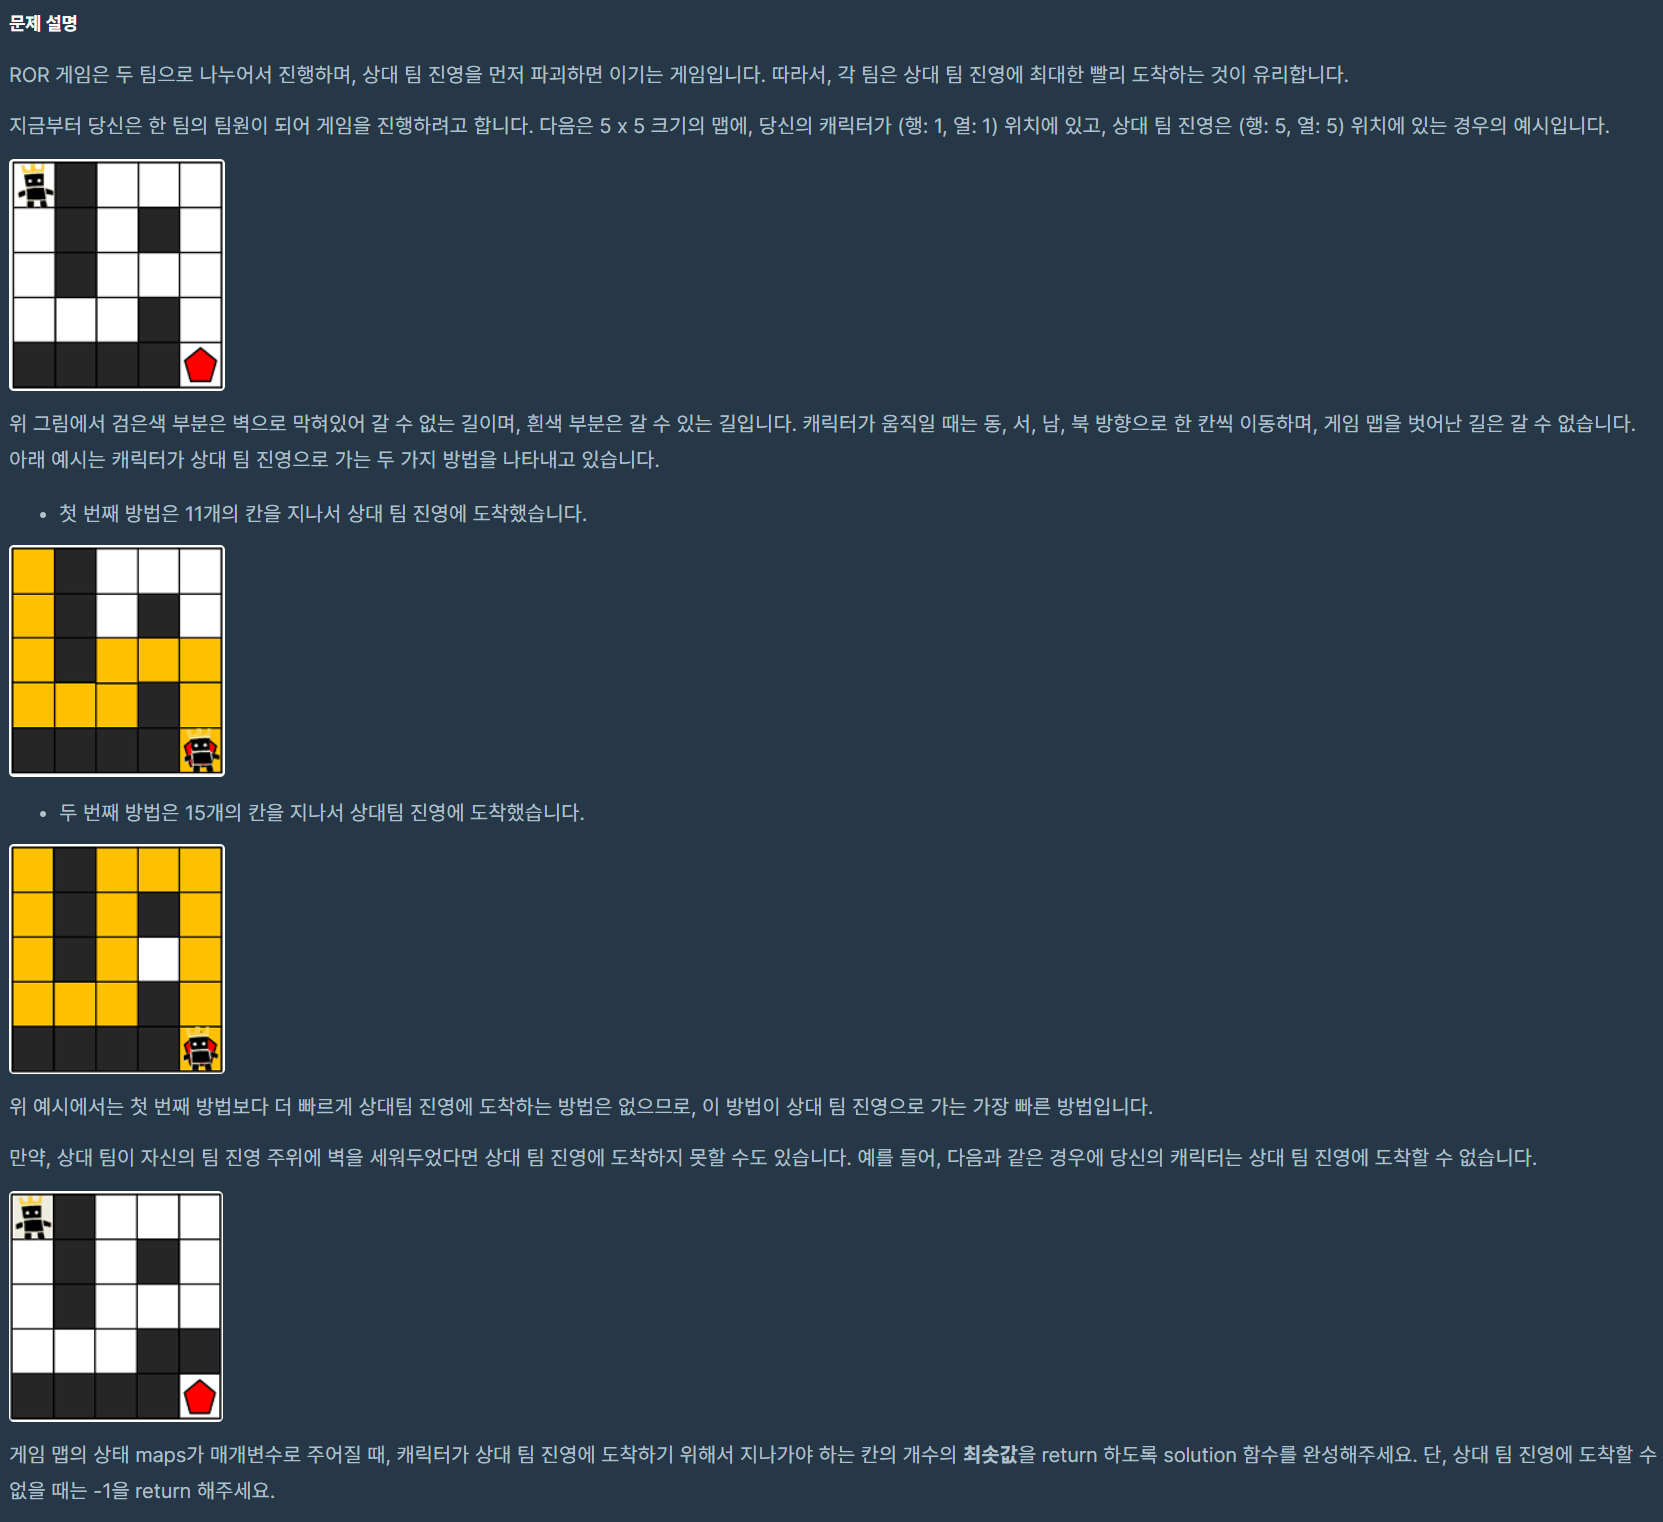 문제 설명
ROR 게임은 두 팀으로 나누어서 진행하며, 상대 팀 진영을 먼저 파괴하면 이기는 게임입니다. 따라서, 각 팀은 상대 팀 진영에 최대한 빨리 도착하는 것이 유리합니다.
지금부터 당신은 한 팀의 팀원이 되어 게임을 진행하려고 합니다. 다음은 5 x 5 크기의 맵에, 당신의 캐릭터가 (행: 1, 열: 1) 위치에 있고, 상대 팀 진영은 (행: 5, 열: 5) 위치에 있는 경우의 예시입니다.
위 그림에서 검은색 부분은 벽으로 막혀있어 갈 수 없는 길이며, 흰색 부분은 갈 수 있는 길입니다. 캐릭터가 움직일 때는 동, 서, 남, 북 방향으로 한 칸씩 이동하며, 게임 맵을 벗어난 길은 갈 수 없습니다.
아래 예시는 캐릭터가 상대 팀 진영으로 가는 두 가지 방법을 나타내고 있습니다.
• 첫 번째 방법은 11개의 칸을 지나서 상대 팀 진영에 도착했습니다.
• 두 번째 방법은 15개의 칸을 지나서 상대팀 진영에 도착했습니다.
위 예시에서는 첫 번째 방법보다 더 빠르게 상대팀 진영에 도착하는 방법은 없으므로, 이 방법이 상대 팀 진영으로 가는 가장 빠른 방법입니다.
만약, 상대 팀이 자신의 팀 진영 주위에 벽을 세워두었다면 상대 팀 진영에 도착하지 못할 수도 있습니다. 예를 들어, 다음과 같은 경우에 당신의 캐릭터는 상대 팀 진영에 도착할 수 없습니다.
게임 맵의 상태 maps가 매개변수로 주어질 때, 캐릭터가 상대 팀 진영에 도착하기 위해서 지나가야 하는 칸의 개수의 최솟값을 return 하도록 solution 함수를 완성해주세요. 단, 상대 팀 진영에 도착할 수
없을 때는 -1을 return 해주세요.